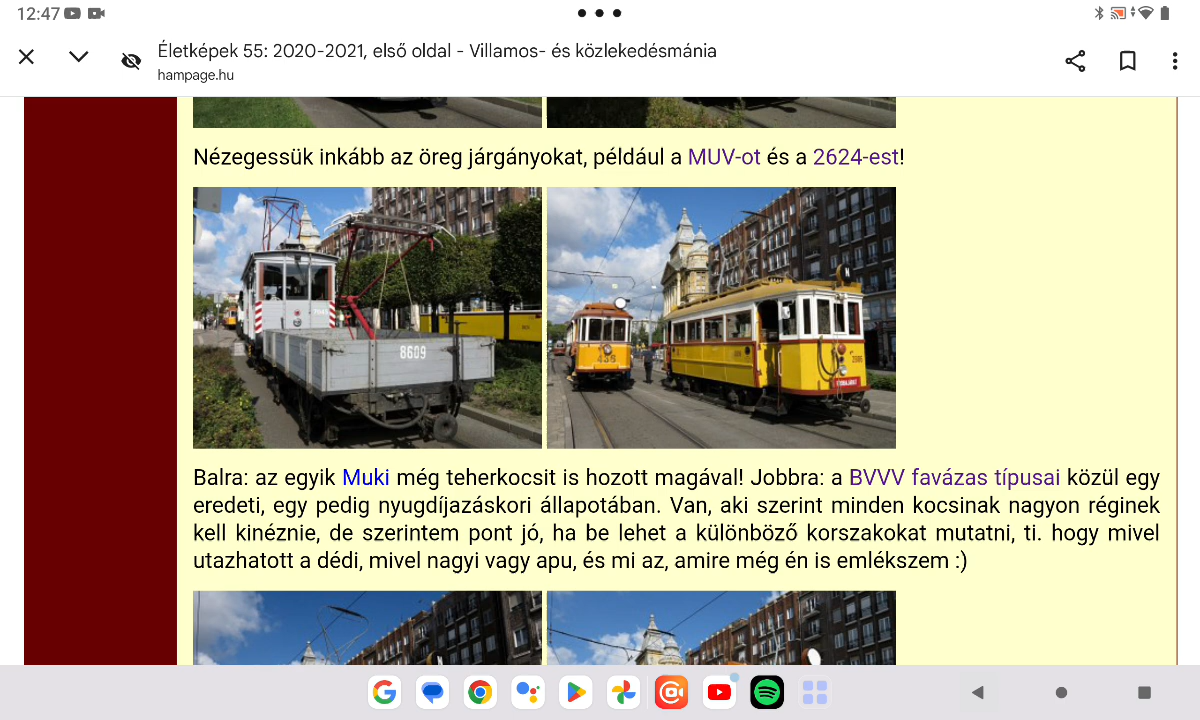 12:47
Életképek 55: 2020-2021, első oldal - Villamos- és közlekedésmánia
hampage.hu
Nézegessük inkább az öreg járgányokat, például a MUV-ot és a 2624-est!
8609
436
N
Balra: az egyik Muki még teherkocsit is hozott magával! Jobbra: a BVVV favázas típusai közül egy
eredeti, egy pedig nyugdíjazáskori állapotában. Van, aki szerint minden kocsinak nagyon réginek
kell kinéznie, de szerintem pont jó, ha be lehet a különböző korszakokat mutatni, ti. hogy mivel
utazhatott a dédi, mivel nagyi vagy apu, és mi az, amire még én is emlékszem :)